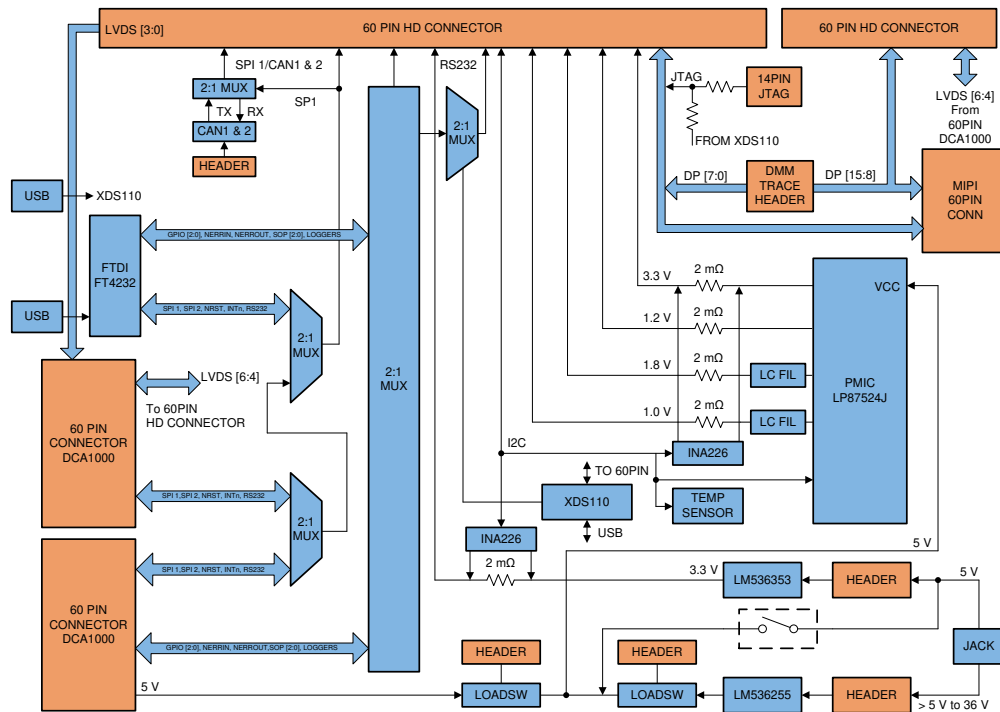 LVDS [3:0]
60 PIN HD CONNECTOR
60 PIN HD CONNECTOR
SPI 1/CAN1 & 2
RS232
2:1 MUX
SP1
TX
RX
CAN1 & 2
HEADER
2:1
MUX
JTAG
14PIN
JTAG
FROM XDS110
LVDS [6:4]
From
60PIN
DCA1000
DP [7:0]
DMM
TRACE
HEADER
DP [15:8]
MIPI
60PIN
CONN
USB
XDS110
FTDI
FT4232
GPIO [2:0], NERRIN, NERROUT, SOP [2:0], LOGGERS
USB
SPI 1, SPI 2, NRST, INTn, RS232
2:1
MUX
2:1
MUX
3.3 V
2 mΩ
VCC
1.2 V
2 mΩ
1.8 V
2 mΩ
LC FIL
PMIC
LP87524J
1.0 V
2 mΩ
LC FIL
60 PIN
CONNECTOR
DCA1000
LVDS [6:4]
To 60PIN
HD CONNECTOR
I2C
INA226
TO 60PIN
XDS110
USB
TEMP
SENSOR
SPI 1,SPI 2, NRST, INTn, RS232
2:1
MUX
SPI 1,SPI 2, NRST, INTn, RS232
INA226
2 mΩ
5 V
3.3 V
LM536353
HEADER
5 V
60 PIN
CONNECTOR
DCA1000
GPIO [2:0], NERRIN, NERROUT,SOP [2:0], LOGGERS
JACK
HEADER
HEADER
5 V
LOADSW
LOADSW
LM536255
HEADER
> 5 V to 36 V